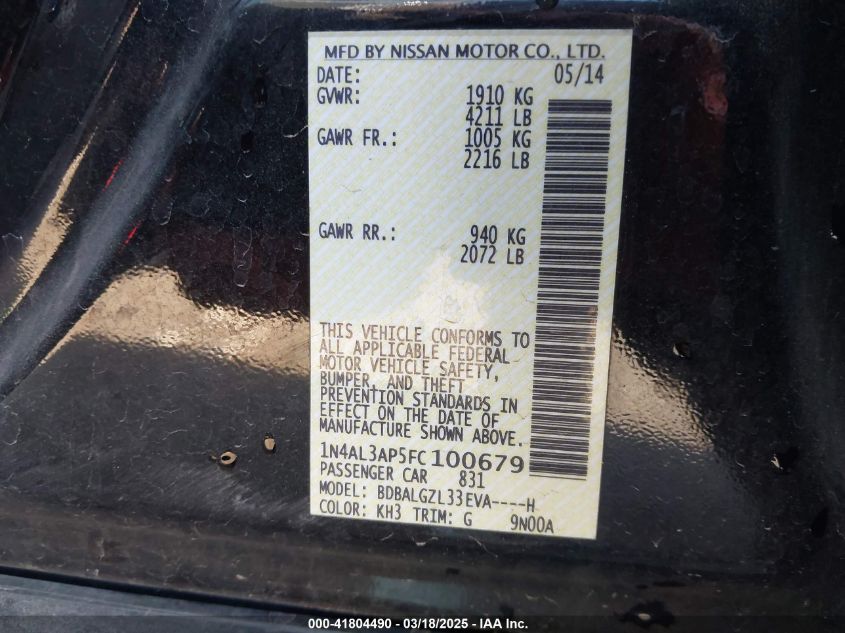 MFD BY NISSAN MOTOR CO., LTD.
DATE: 05/14
GVWR: 1910 KG
4211 LB
GAWR FR.: 1005 KG
2216 LB
GAWR RR.: 940 KG
2072 LB
THIS VEHICLE CONFORMS TO
ALL APPLICABLE FEDERAL
MOTOR VEHICLE SAFETY,
BUMPER, AND THEFT
PREVENTION STANDARDS IN
EFFECT ON THE DATE OF
MANUFACTURE SHOWN ABOVE.
1N4AL3AP5FC100679
PASSENGER CAR 831
MODEL: BDBALGZL33EVA----H
COLOR: KH3 TRIM: G 9N00A
000-41804490 - 03/18/2025 - IAA Inc.